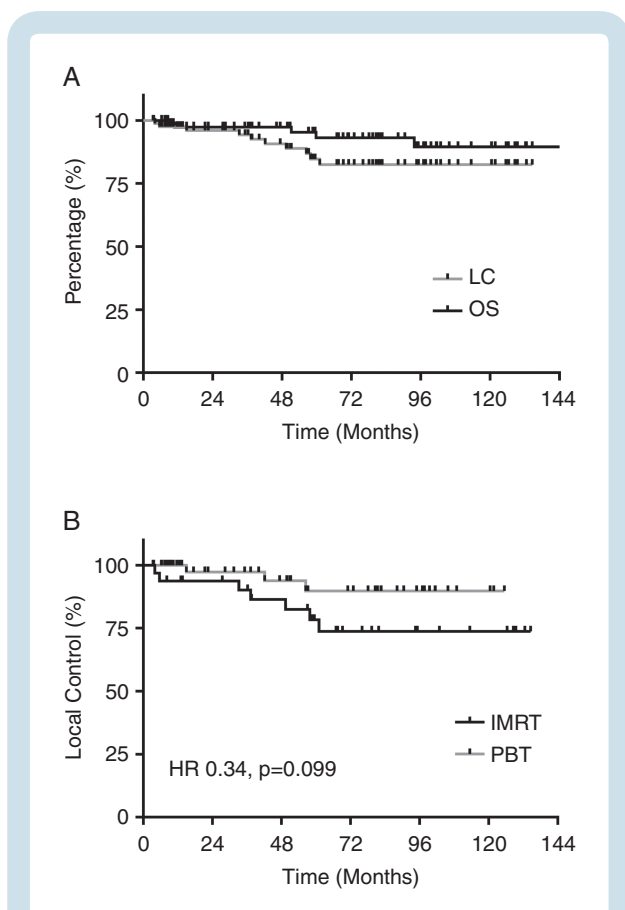 A
Percentage (%)
100
75
50
25
0
LC
OS
0 24 48 72 96 120 144
Time (Months)
B
Local Control (%)
100
75
50
25
0
IMRT
PBT
HR 0.34, p=0.099
0 24 48 72 96 120 144
Time (Months)